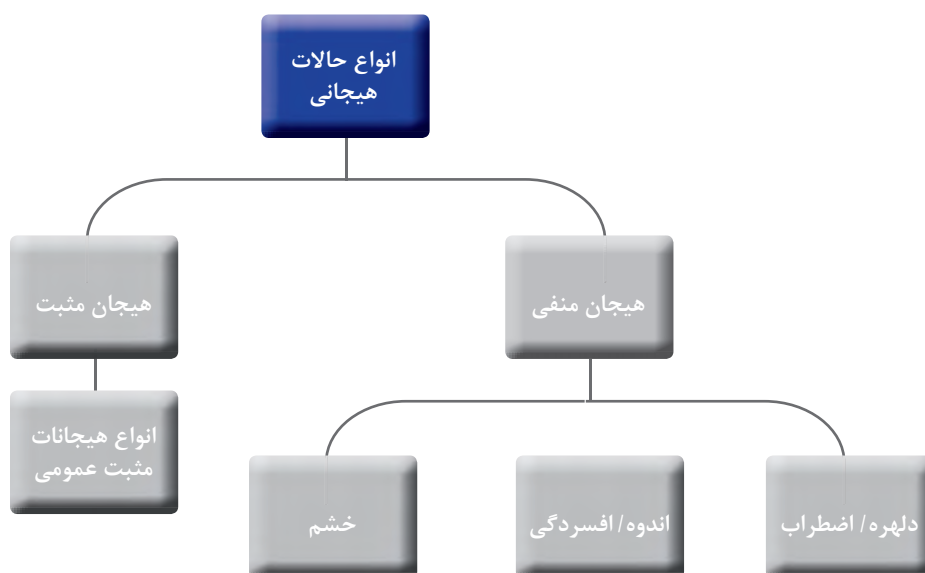 انواع حالات
هیجانی
هیجان منفی
هیجان مثبت
انواع هیجانات
مثبت عمومی
دلهره/ اضطراب
اندوه/ افسردگی
خشم